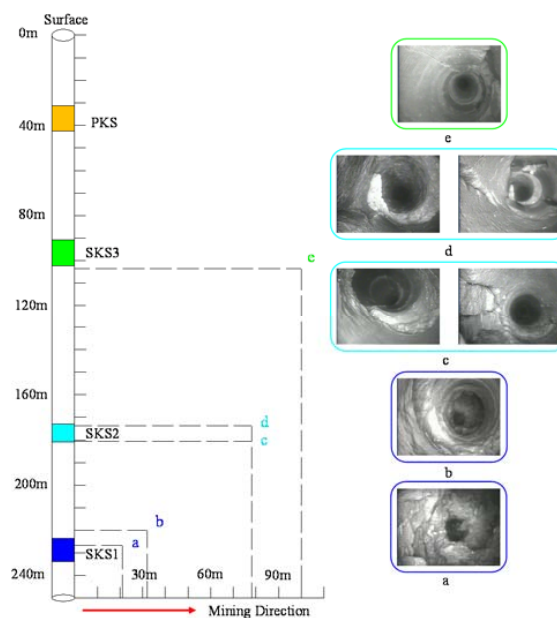 Surface
0m
40m
PKS
80m
SKS3
e
120m
160m
SKS2
d
c
200m
b
a
SKS1
240m
30m
60m
90m
Mining Direction
e
d
c
b
a